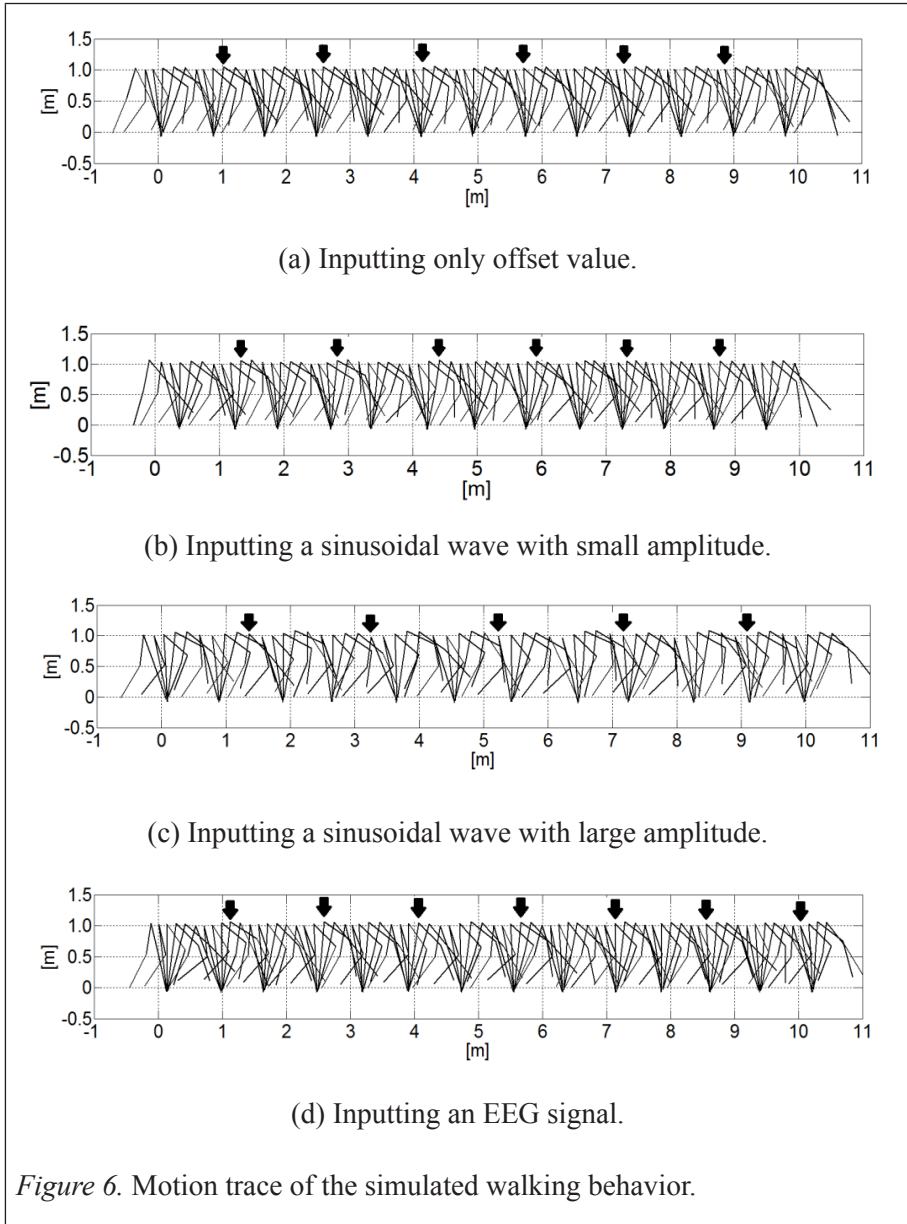 1.5
1.0
[m]
0.5
0
-0.5
-1 0 1 2 3 4 5 6 7 8 9 10 11
[m]
(a) Inputting only offset value.
1.5
1.0
[m]
0.5
0
-0.5
-1 0 1 2 3 4 5 6 7 8 9 10 11
[m]
(b) Inputting a sinusoidal wave with small amplitude.
1.5
1.0
[m]
0.5
0
-0.5
-1 0 1 2 3 4 5 6 7 8 9 10 11
[m]
(c) Inputting a sinusoidal wave with large amplitude.
1.5
1.0
[m]
0.5
0
-0.5
-1 0 1 2 3 4 5 6 7 8 9 10 11
[m]
(d) Inputting an EEG signal.
Figure 6. Motion trace of the simulated walking behavior.